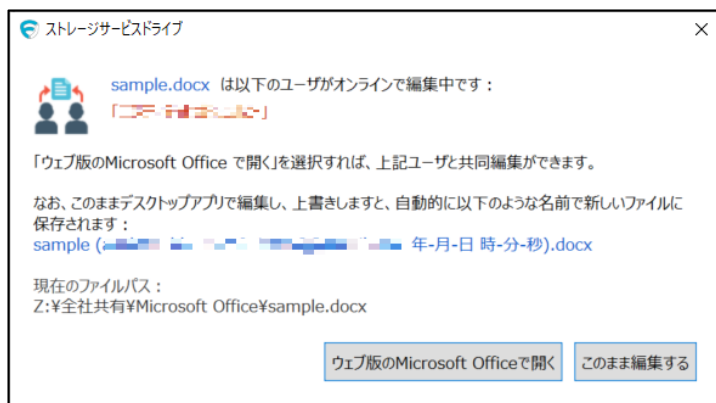 ストレージサービスドライブ
sample.docx は以下のユーザがオンラインで編集中です：
「 」
「ウェブ版のMicrosoft Office で開く」を選択すれば、上記ユーザと共同編集ができます。
なお、このままデスクトップアプリで編集し、上書きしますと、自動的に以下のような名前で新しいファイルに
保存されます：
sample ( 年-月-日 時-分-秒).docx
現在のファイルパス：
Z:¥全社共有¥Microsoft Office¥sample.docx
ウェブ版のMicrosoft Officeで開く このまま編集する